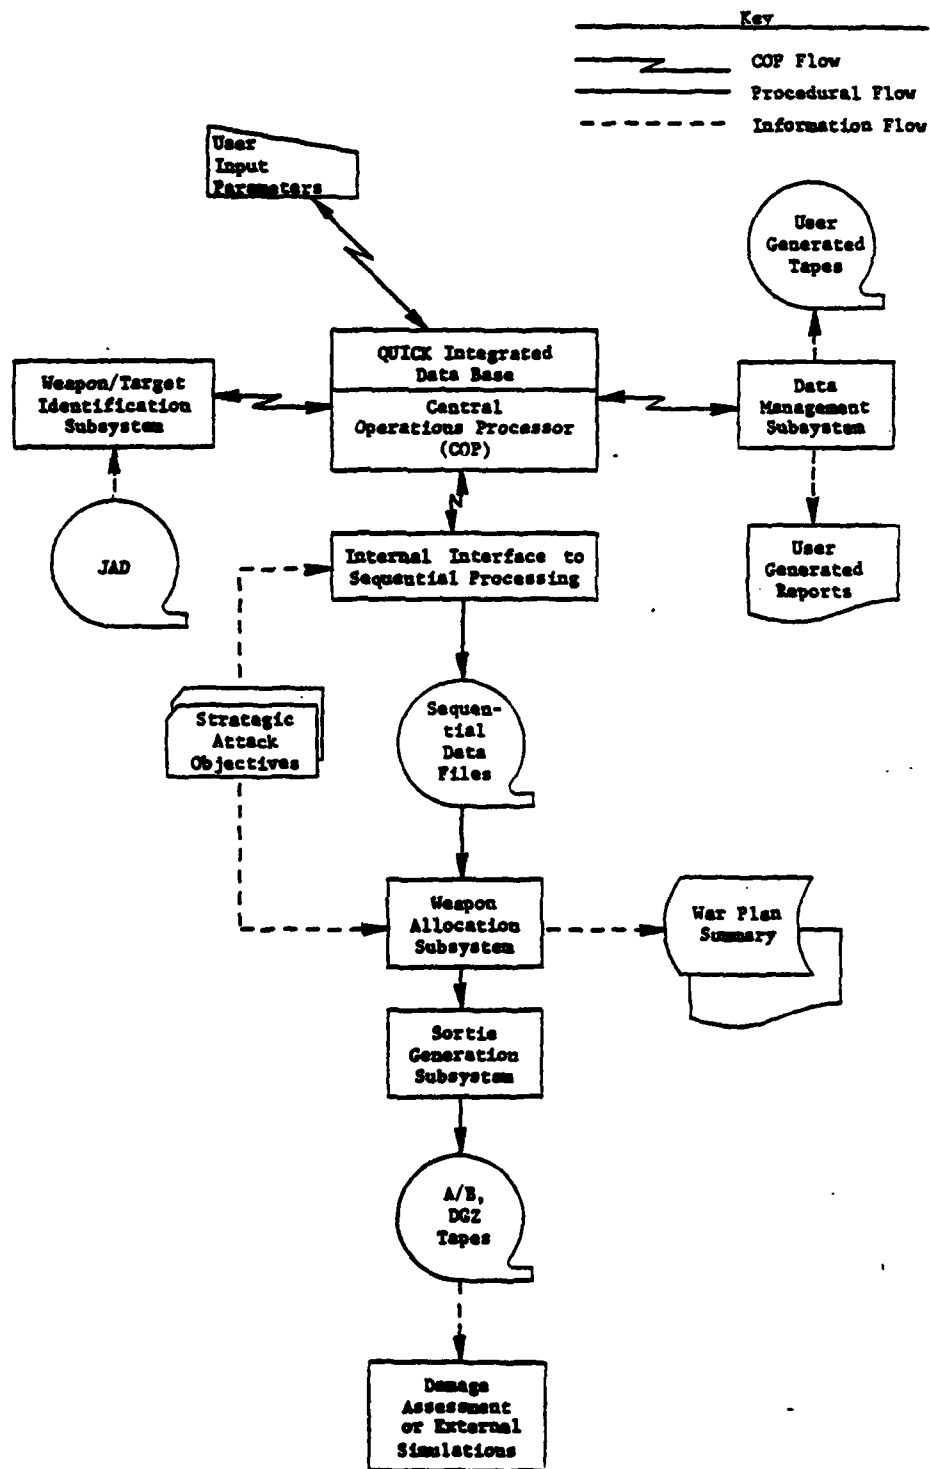 Key
COP Flow
Procedural Flow
Information Flow
User
Input
Parameters
User
Generated
Tapes
QUICK Integrated
Data Base
Central
Operations Processor
(COP)
Weapon/Target
Identification
Subsystem
Data
Management
Subsystem
JAD
Internal Interface to
Sequential Processing
User
Generated
Reports
Strategic
Attack
Objectives
Sequen-
tial
Data
Files
Weapon
Allocation
Subsystem
War Plan
Summary
Sortie
Generation
Subsystem
A/B,
DGZ
Tapes
Damage
Assessment
or External
Simulations